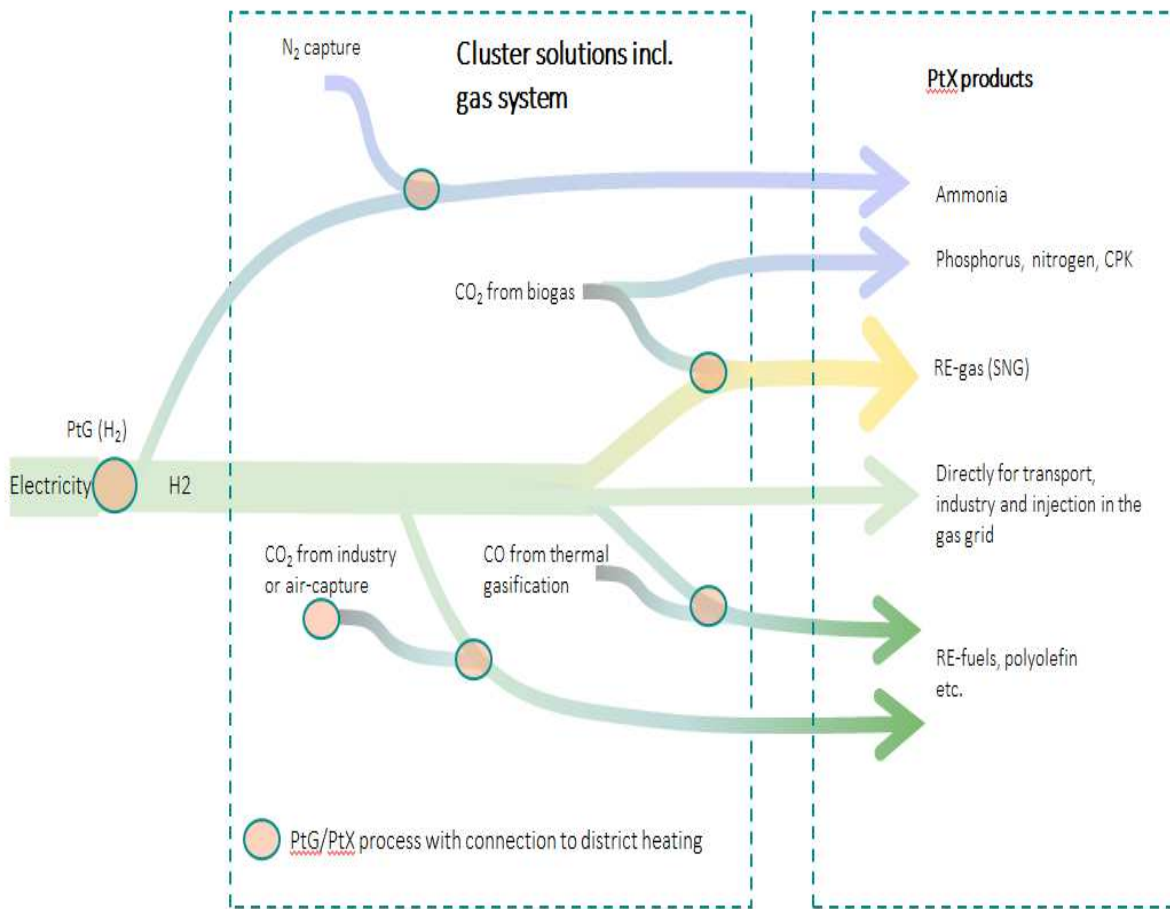 N₂ capture
Cluster solutions incl.
gas system
PtX products
Ammonia
CO₂ from biogas
Phosphorus, nitrogen, CPK
RE-gas (SNG)
PtG (H₂)
Electricity
H2
Directly for transport,
industry and injection in the
gas grid
CO₂ from industry
or air-capture
CO from thermal
gasification
RE-fuels, polyolefin
etc.
PtG/PtX process with connection to district heating